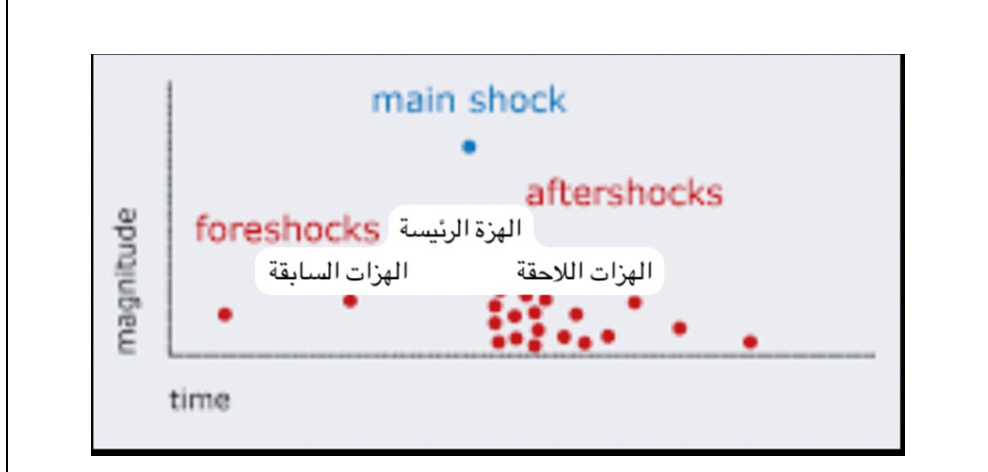 main shock
aftershocks
foreshocks
الهزة الرئيسة
الهزات السابقة
الهزات اللاحقة
magnitude
time